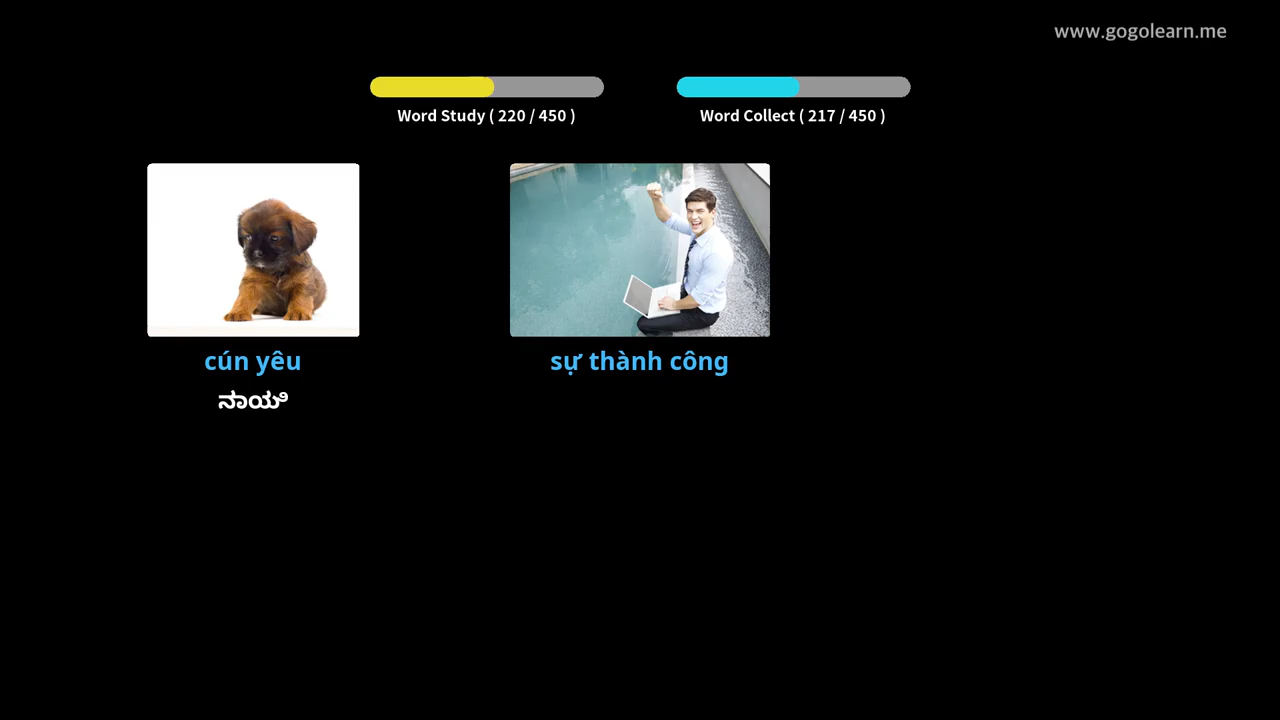 www.gogolearn.me
Word Study ( 220 / 450 )
Word Collect ( 217 / 450 )
cún yêu
sự thành công
ನಾಯಿ